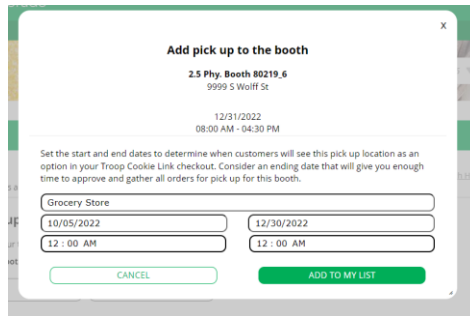 x
Add pick up to the booth
2.5 Phy. Booth 80219_6
9999 S Wolff St
12/31/2022
08:00 AM - 04:30 PM
Set the start and end dates to determine when customers will see this pick up location as an
option in your Troop Cookie Link checkout. Consider an ending date that will give you enough
time to approve and gather all orders for pick up for this booth.
Grocery Store
10/05/2022 12/30/2022
12 : 00 AM 12 : 00 AM
CANCEL ADD TO MY LIST